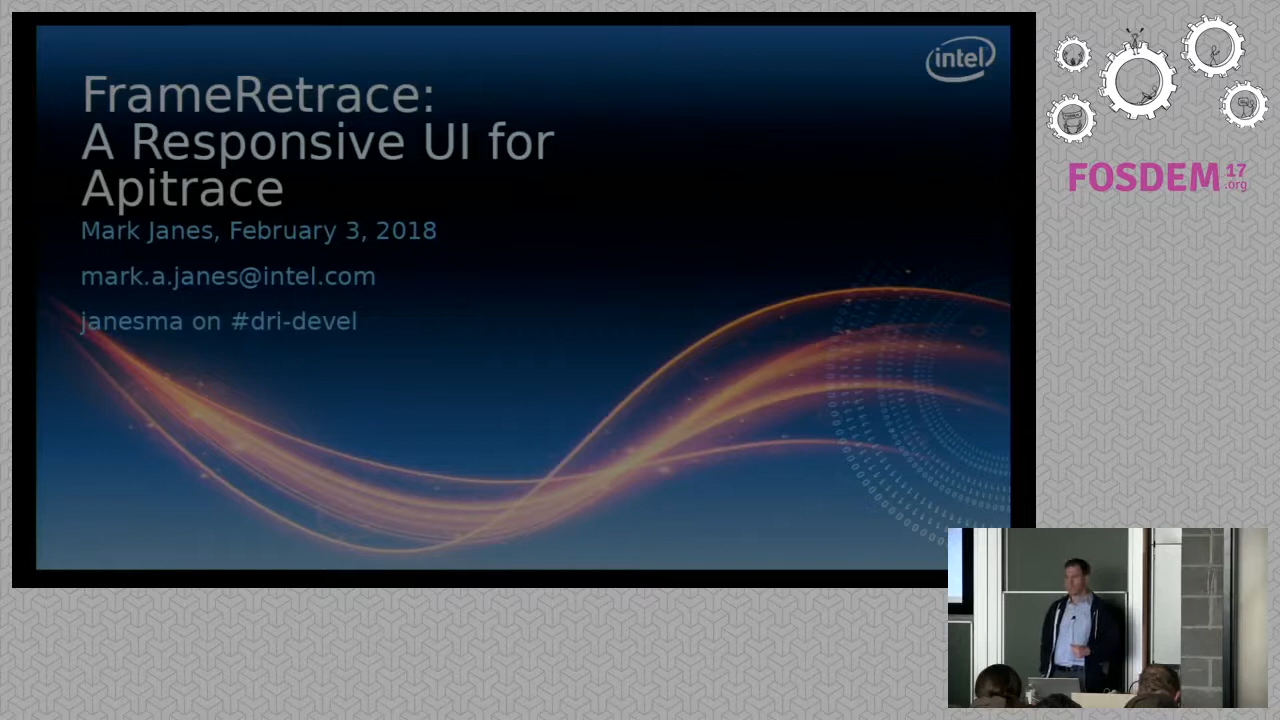 intel
FrameRetrace:
A Responsive UI for
Apitrace
Mark Janes, February 3, 2018
mark.a.janes@intel.com
janesma on #dri-devel
FOSDEM 17
.org